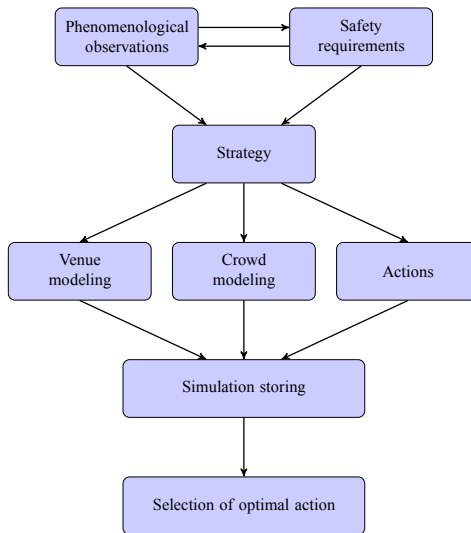 Phenomenological
observations
Safety
requirements
Strategy
Venue
modeling
Crowd
modeling
Actions
Simulation storing
Selection of optimal action